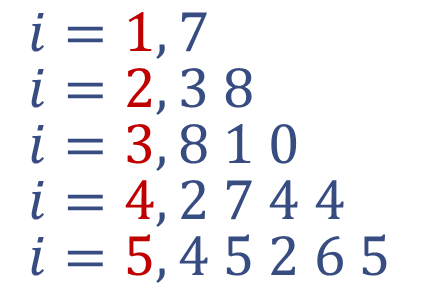 i = 1, 7
i = 2, 3 8
i = 3, 8 1 0
i = 4, 2 7 4 4
i = 5, 4 5 2 6 5